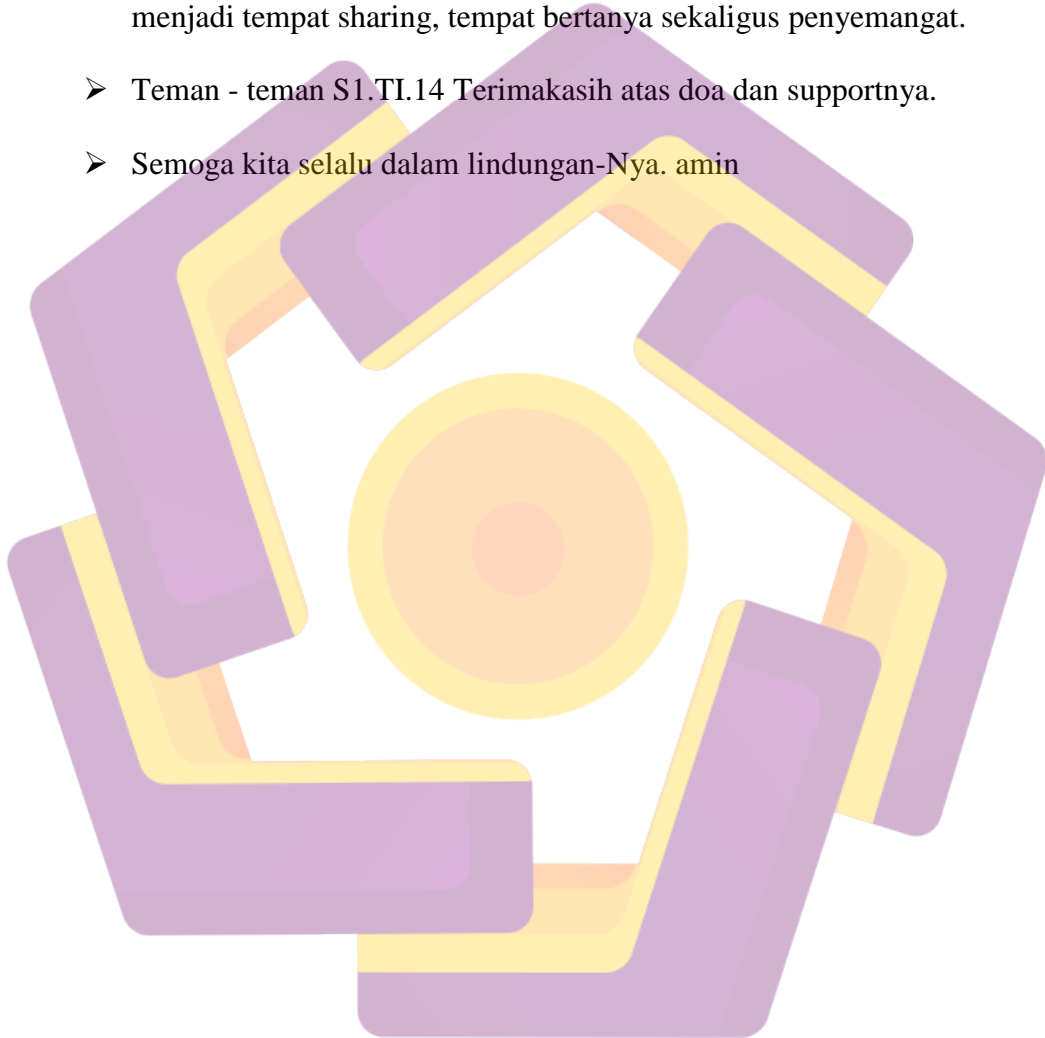 menjadi tempat sharing, tempat bertanya sekaligus penyemangat.
➢ Teman - teman S1.TI.14 Terimakasih atas doa dan supportnya.
➢ Semoga kita selalu dalam lindungan-Nya. amin